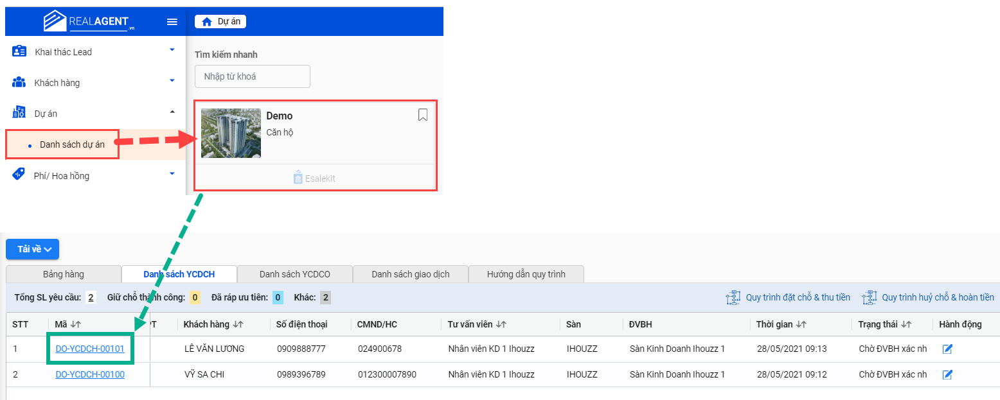 REALAGENT.vn
Dự án
Khai thác Lead
Khách hàng
Dự án
Danh sách dự án
Phí/ Hoa hồng
Tìm kiếm nhanh
Nhập từ khoá
Demo
Căn hộ
Esalekit
Tải về
Bảng hàng Danh sách YCDCH Danh sách YCDCO Danh sách giao dịch Hướng dẫn quy trình
Tổng SL yêu cầu: 2 Giữ chỗ thành công: 0 Đã ráp ưu tiên: 0 Khác: 2 Quy trình đặt chỗ & thu tiền Quy trình huỷ chỗ & hoàn tiền
STT Mã PT Khách hàng Số điện thoại CMND/HC Tư vấn viên Sàn ĐVBH Thời gian Trạng thái Hành động
1 DO-YCDCH-00101 LÊ VĂN LƯƠNG 0909888777 024900678 Nhân viên KD 1 Ihouzz IHOUZZ Sàn Kinh Doanh Ihouzz 1 28/05/2021 09:13 Chờ ĐVBH xác nh
2 DO-YCDCH-00100 VỸ SA CHI 0989396789 012300007890 Nhân viên KD 1 Ihouzz IHOUZZ Sàn Kinh Doanh Ihouzz 1 28/05/2021 09:12 Chờ ĐVBH xác nh